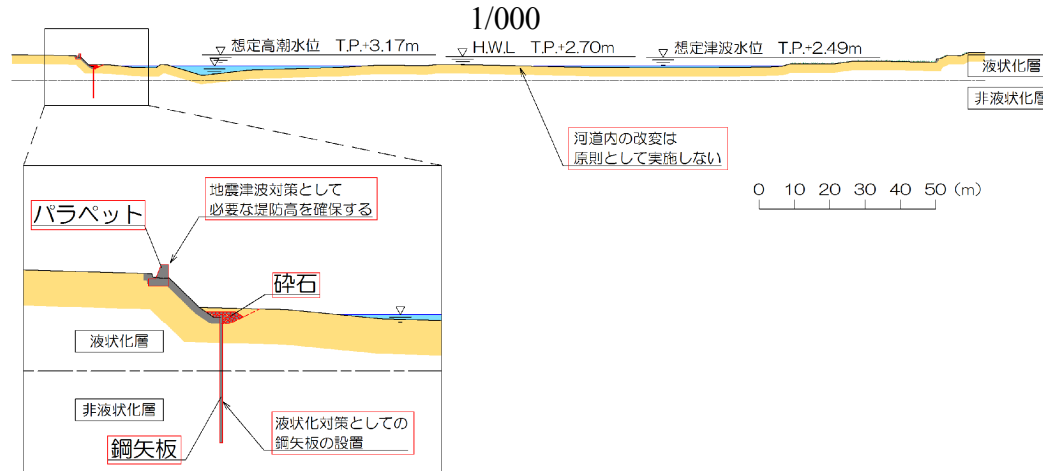 1/000
想定高潮水位 T.P.+3.17m
H.W.L T.P.+2.70m
想定津波水位 T.P.+2.49m
液状化層
非液状化層
河道内の改変は
原則として実施しない
0 10 20 30 40 50 (m)
地震津波対策として
必要な堤防高を確保する
パラペット
砕石
液状化層
非液状化層
液状化対策としての
鋼矢板の設置
鋼矢板